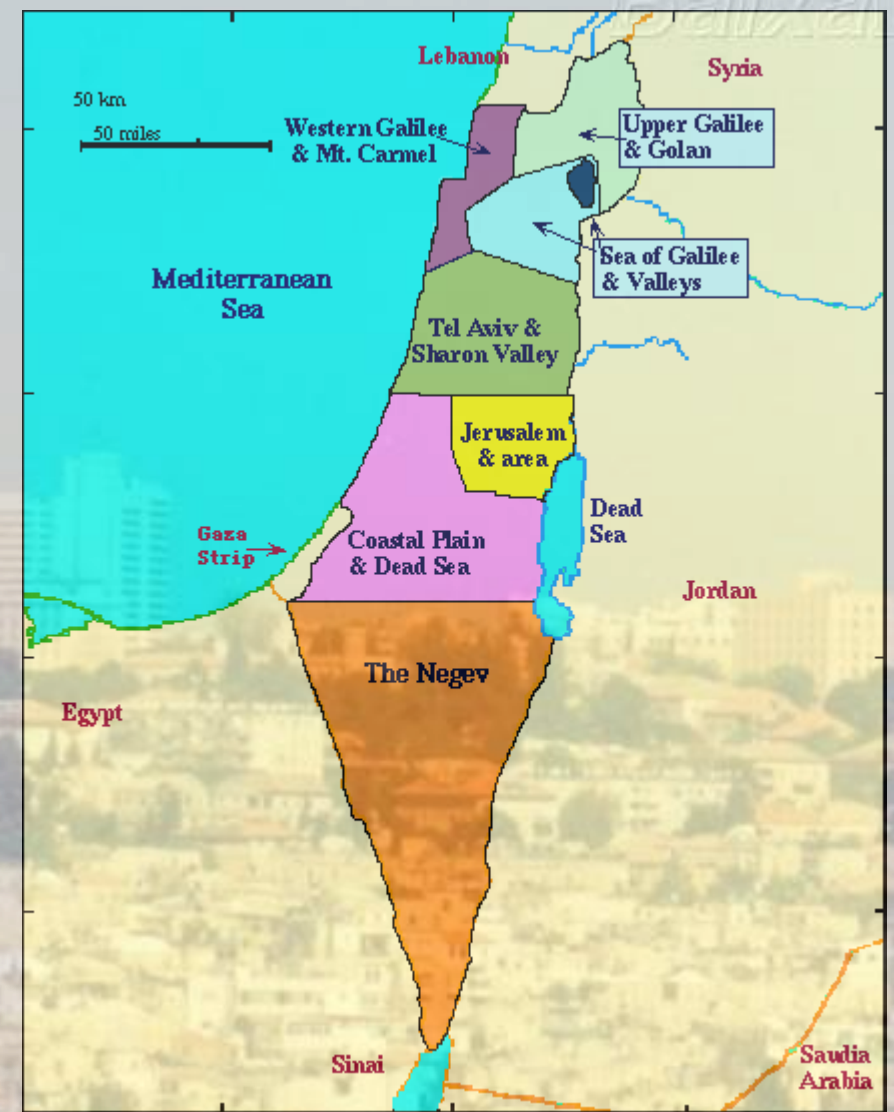 Lebanon
Syria
50 km
50 miles
Western Galilee
& Mt. Carmel
Upper Galilee
& Golan
Sea of Galilee
& Valleys
Mediterranean
Sea
Tel Aviv &
Sharon Valley
Jerusalem
& area
Dead
Sea
Gaza
Strip
Coastal Plain
& Dead Sea
Jordan
The Negev
Egypt
Sinai
Saudia
Arabia